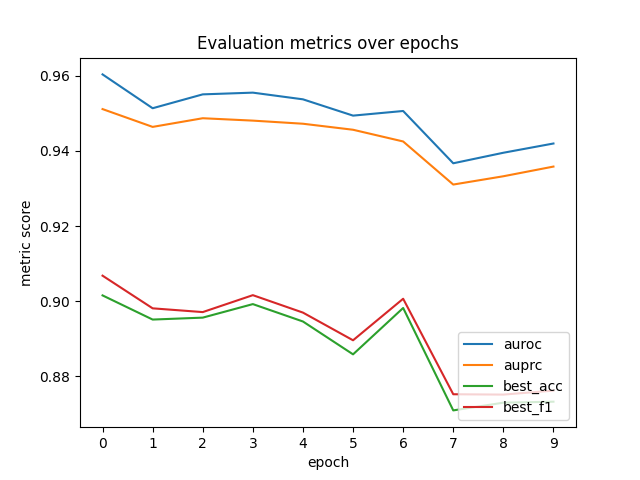 Evaluation metrics over epochs
0.96
0.94
0.92
0.90
0.88
metric score
auroc
auprc
best_acc
best_f1
0 1 2 3 4 5 6 7 8 9
epoch